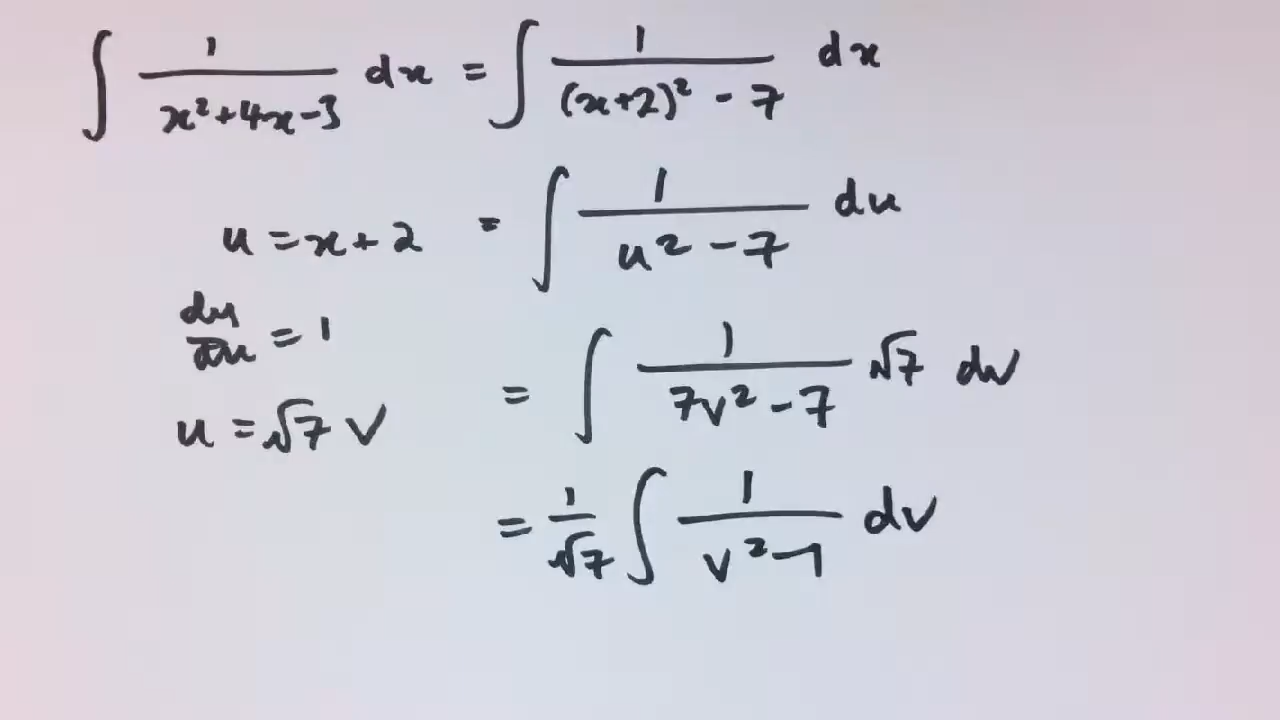 ∫ 1/(x²+4x-3) dx = ∫ 1/((x+2)² - 7) dx
u = x+2 = ∫ 1/(u² - 7) du
du/dx = 1
= ∫ 1/(7v² - 7) √7 dv
u = √7 v
= 1/√7 ∫ 1/(v² - 1) dv